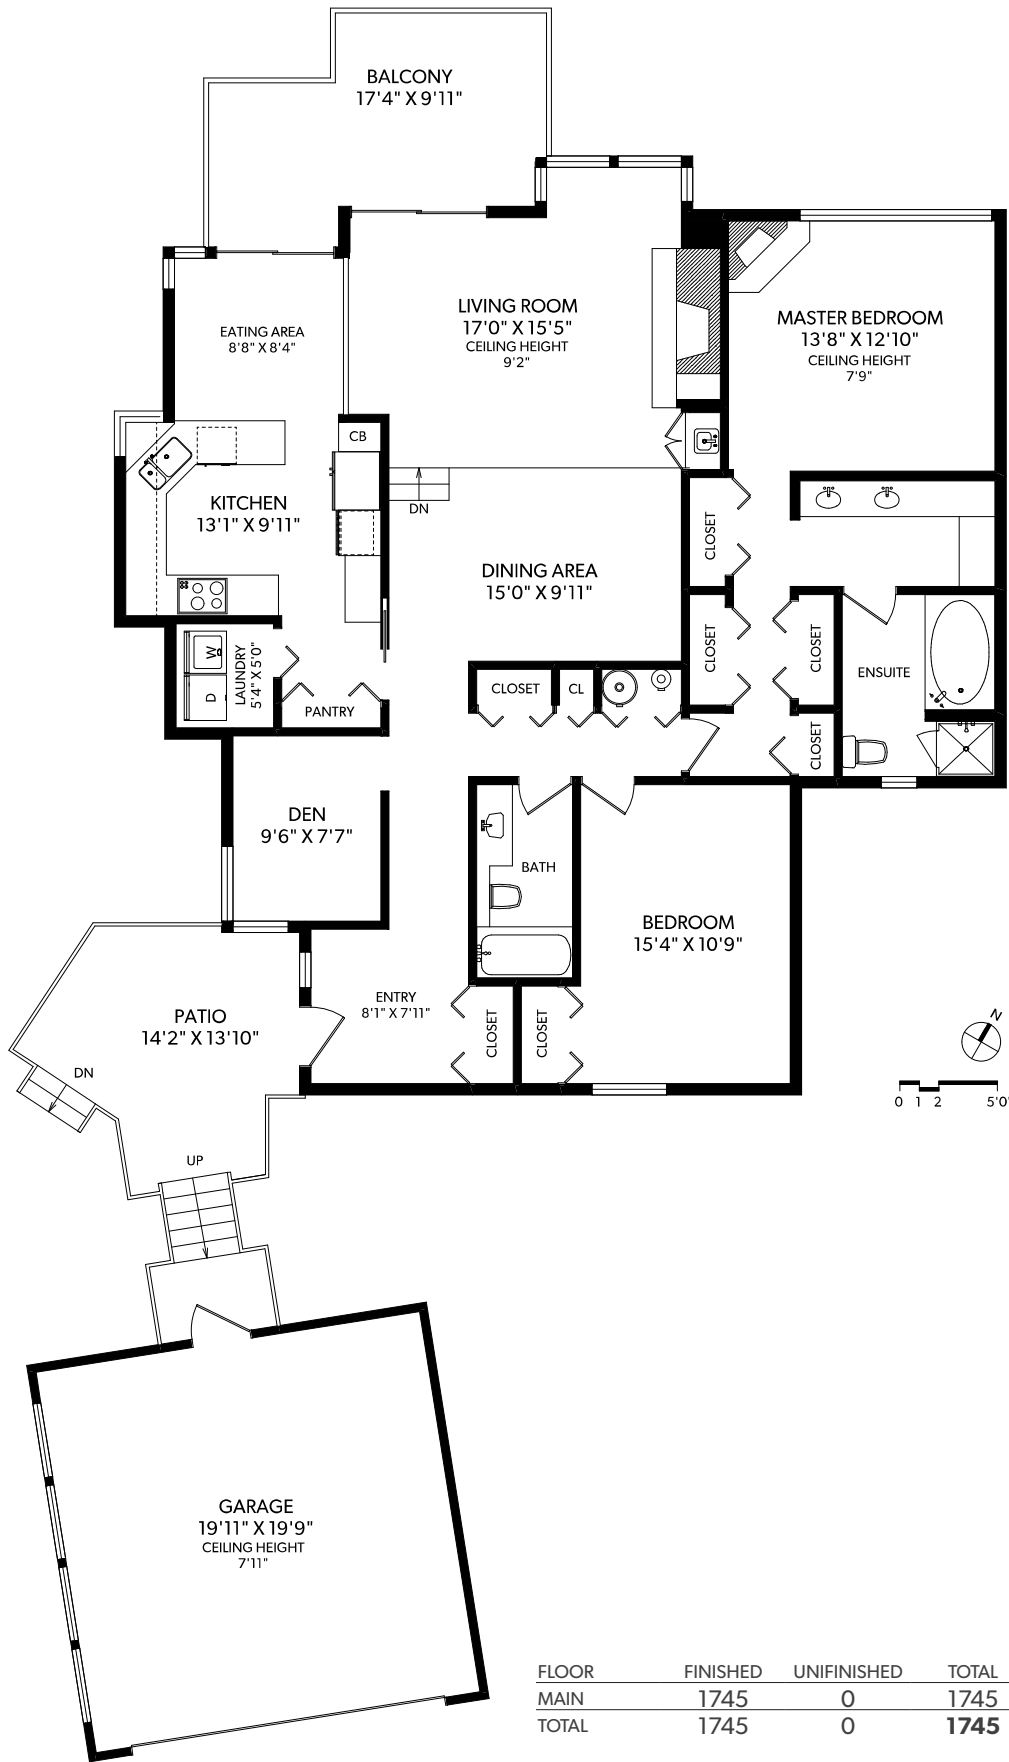 BALCONY
17'4" X 9'11"
LIVING ROOM
17'0" X 15'5"
CEILING HEIGHT
9'2"
MASTER BEDROOM
13'8" X 12'10"
CEILING HEIGHT
7'9"
EATING AREA
8'8" X 8'4"
CB
KITCHEN
13'1" X 9'11"
DN
CLOSET
DINING AREA
15'0" X 9'11"
W
D
LAUNDRY
5'4" X 5'0"
CLOSET
CLOSET
ENSUITE
PANTRY
CLOSET
CL
CLOSET
DEN
9'6" X 7'7"
BATH
BEDROOM
15'4" X 10'9"
ENTRY
8'1" X 7'11"
CLOSET
CLOSET
PATIO
14'2" X 13'10"
DN
UP
N
0 1 2 5'0"
GARAGE
19'11" X 19'9"
CEILING HEIGHT
7'11"
FLOOR FINISHED UNIFINISHED TOTAL
MAIN 1745 0 1745
TOTAL 1745 0 1745